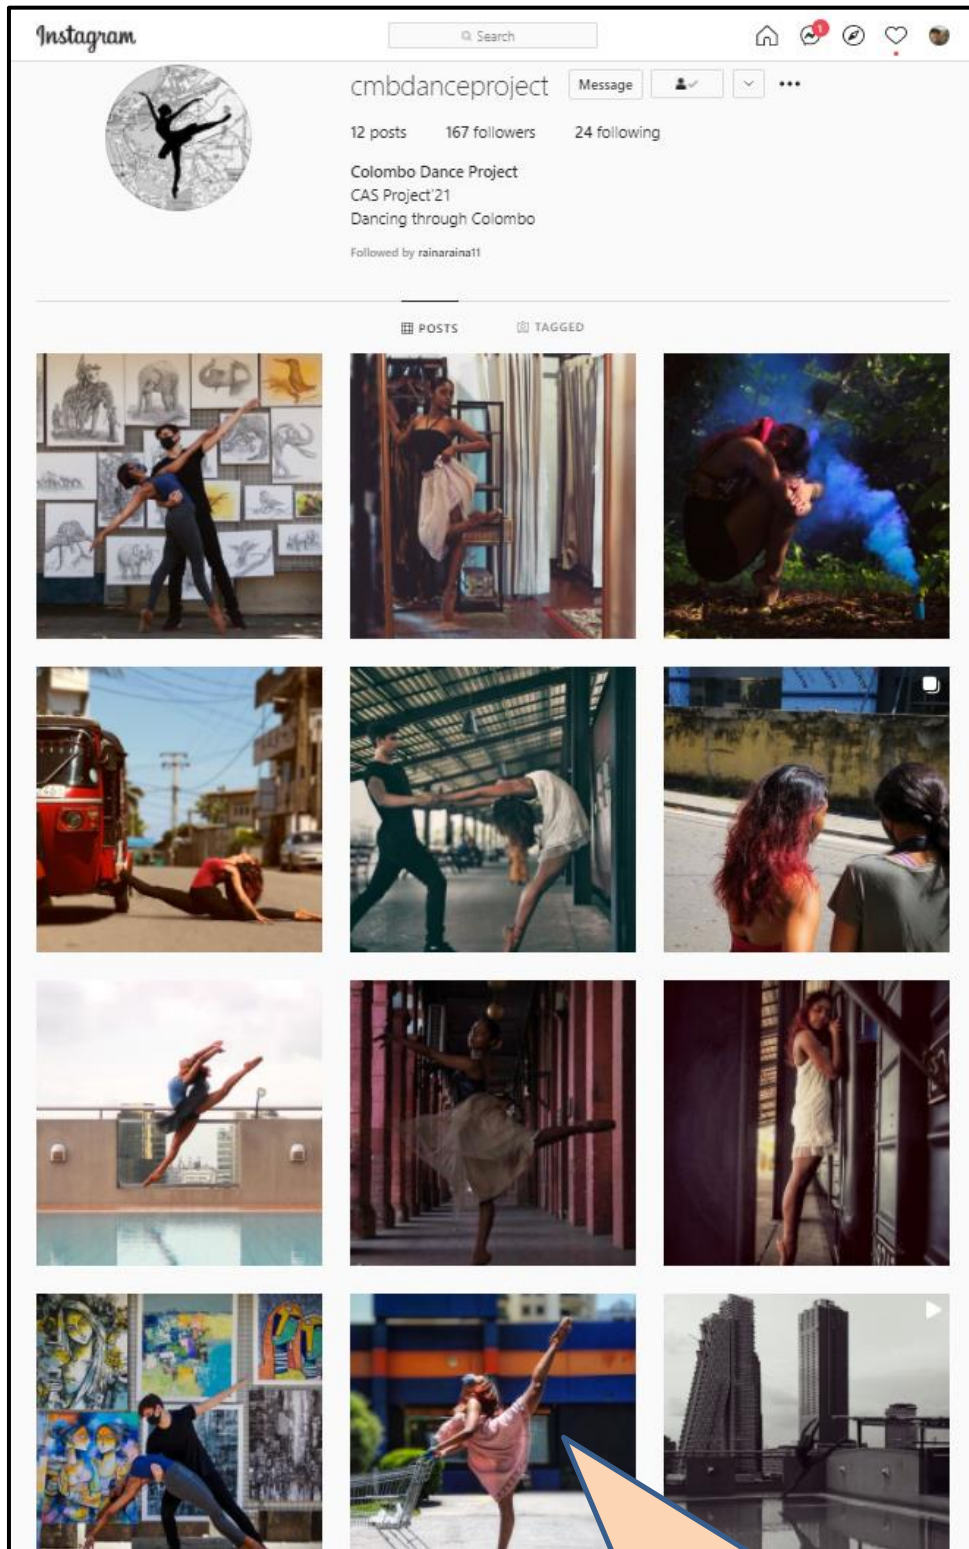 Instagram
Search
1
cmbdanceproject Message
12 posts 167 followers 24 following
Colombo Dance Project
CAS Project'21
Dancing through Colombo
Followed by rainaraina11
POSTS TAGGED